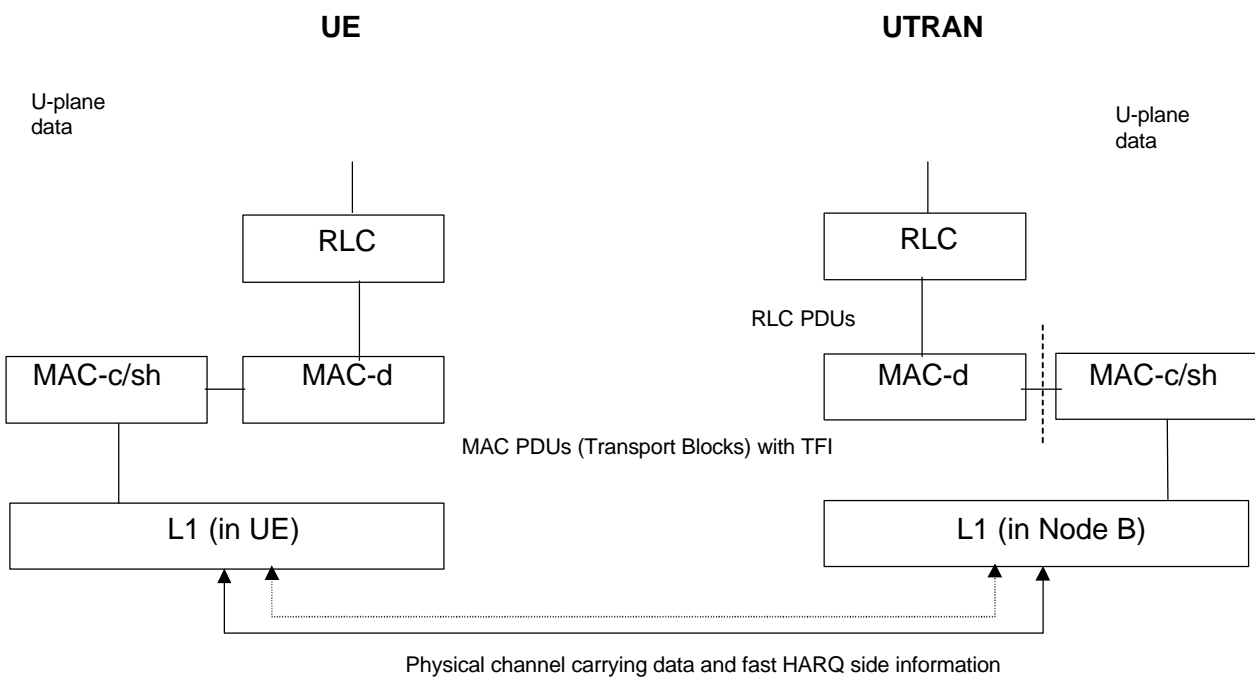 UE
UTRAN
U-plane
data
U-plane
data
RLC
RLC
RLC PDUs
MAC-c/sh
MAC-d
MAC-d
MAC-c/sh
MAC PDUs (Transport Blocks) with TFI
L1 (in UE)
L1 (in Node B)
Physical channel carrying data and fast HARQ side information